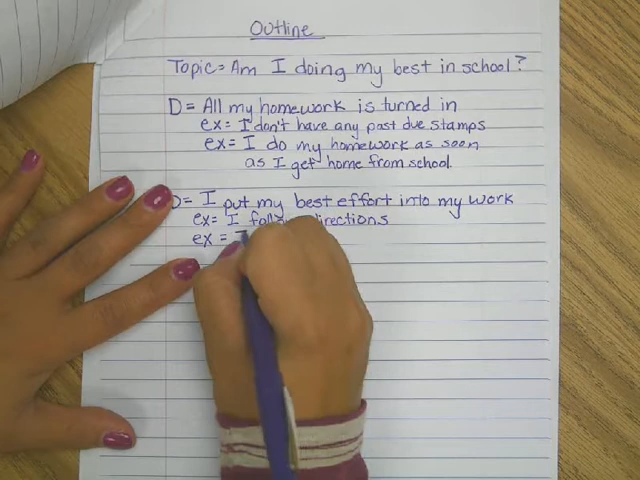 Outline
Topic = Am I doing my best in school?
D = All my homework is turned in
ex = I don't have any past due stamps
ex = I do my homework as soon
as I get home from school.
D = I put my best effort into my work
ex = I directions
ex = I